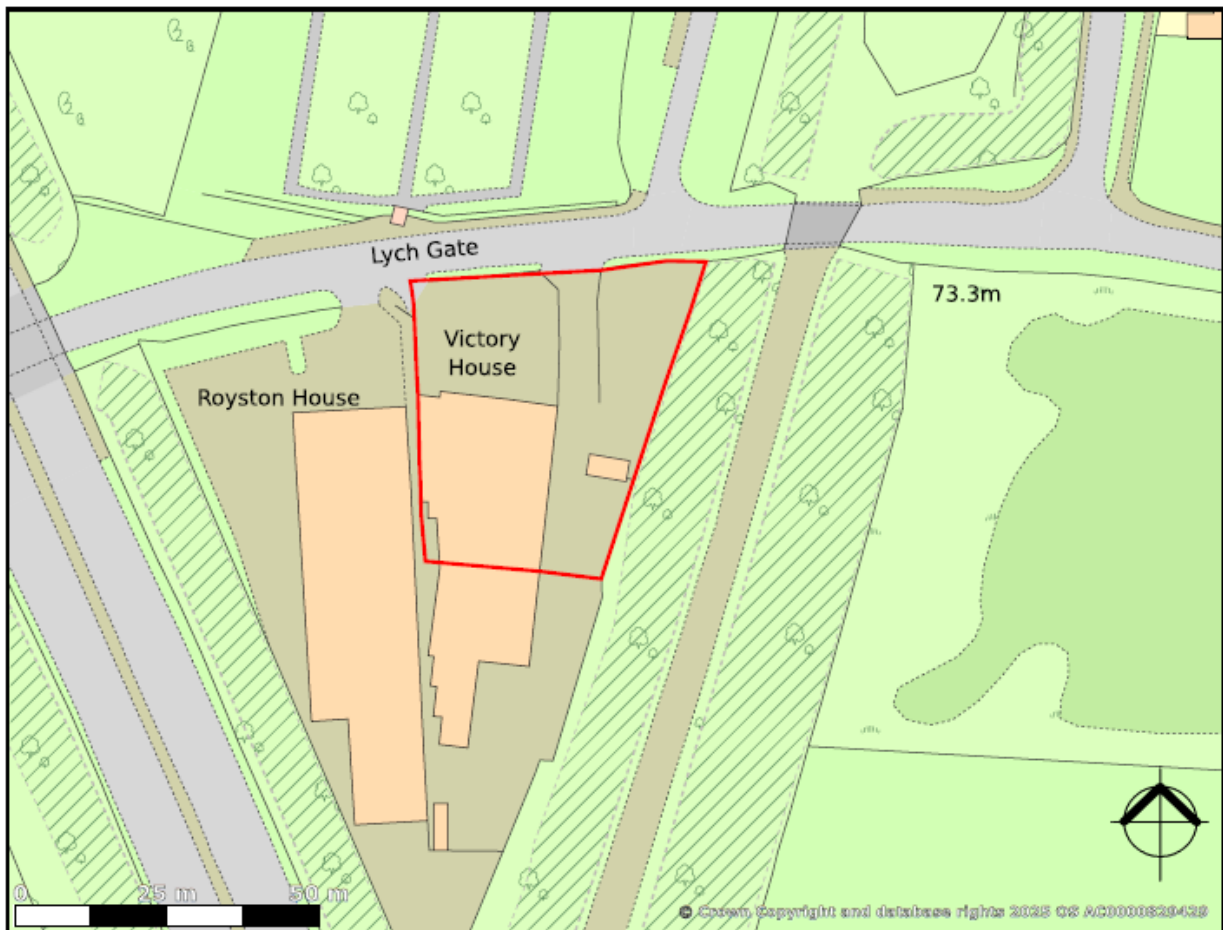 Lych Gate
73.3m
Victory
House
Royston House
0 25 m 50 m
© Crown Copyright and database rights 2025 OS AC0000829429